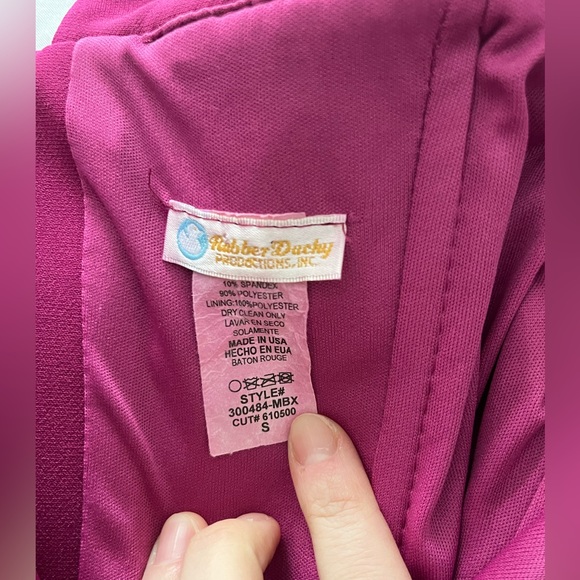 Rubber Ducky
PRODUCTIONS, INC.
10% SPANDEX
90% POLYESTER
LINING:100%POLYESTER
DRY CLEAN ONLY
LAVAR EN SECO
SOLAMENTE
MADE IN USA
HECHO EN EUA
BATON ROUGE
STYLE#
300484-MBX
CUT# 610500
S